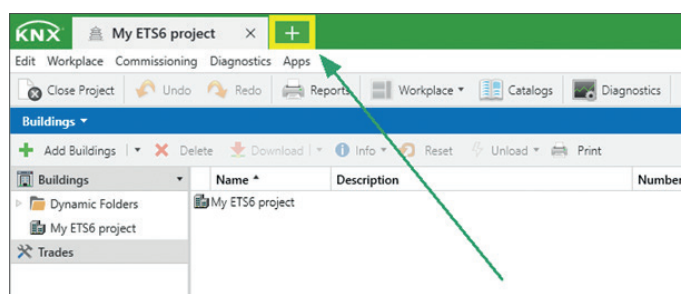 KNX My ETS6 project × +
Edit Workplace Commissioning Diagnostics Apps
Close Project Undo Redo Reports Workplace Catalogs Diagnostics
Buildings
Add Buildings Delete Download Info Reset Unload Print
Buildings Name Description Number
Dynamic Folders My ETS6 project
My ETS6 project
Trades